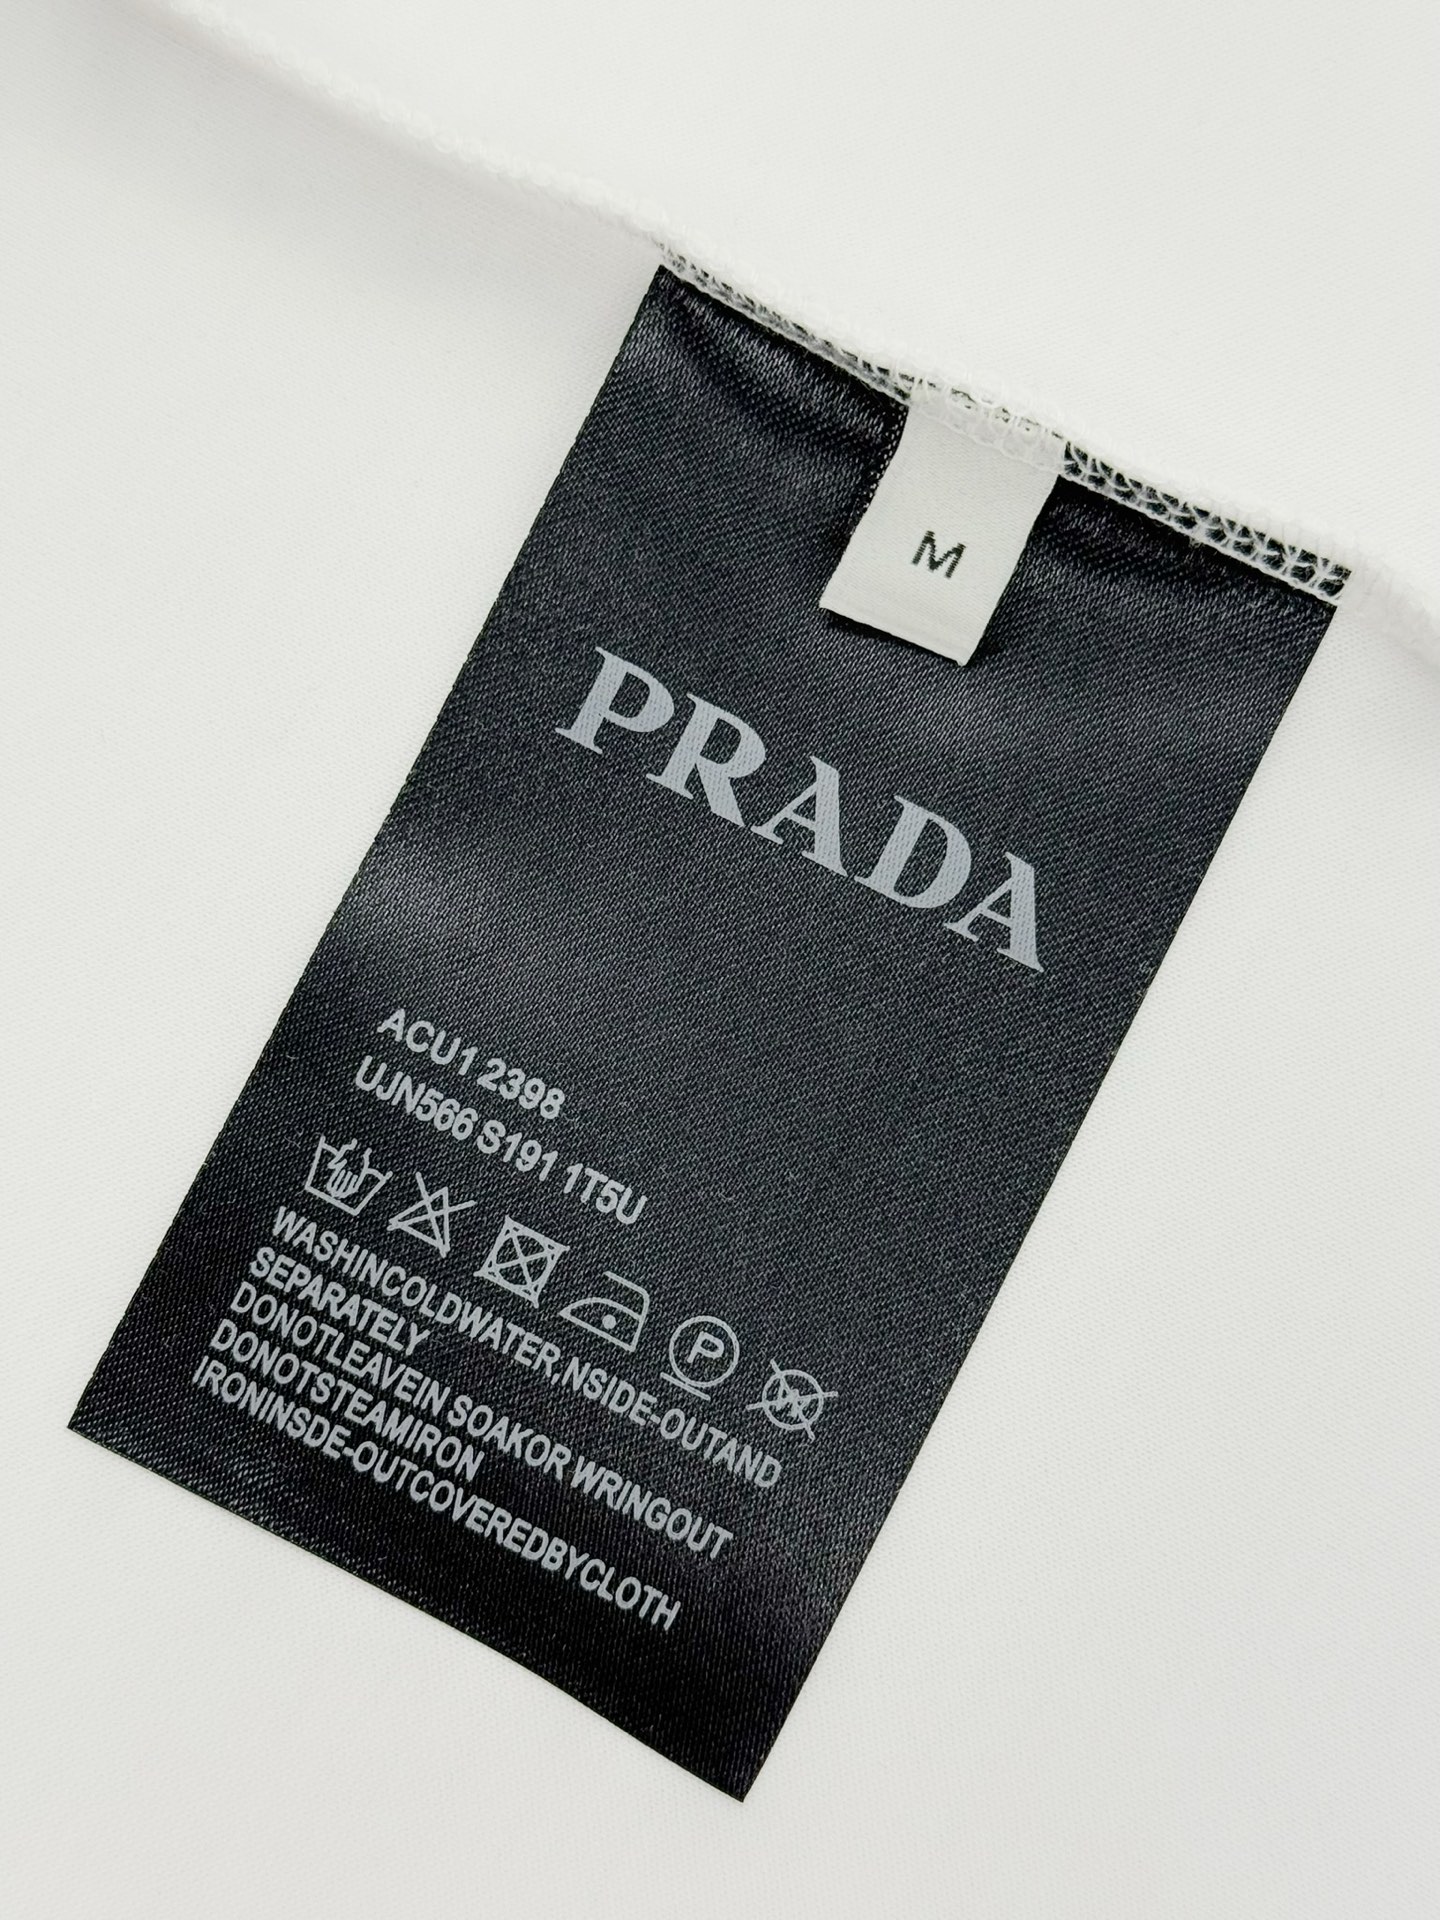 M
PRADA
ACU1 2398
UJN566 S191 1T5U
P
WASHINCOLDWATER,NSIDE-OUTAND
SEPARATELY
DONOTLEAVEIN SOAKOR WRINGOUT
DONOTSTEAMIRON
IRONINSDE-OUTCOVEREDBYCLOTH